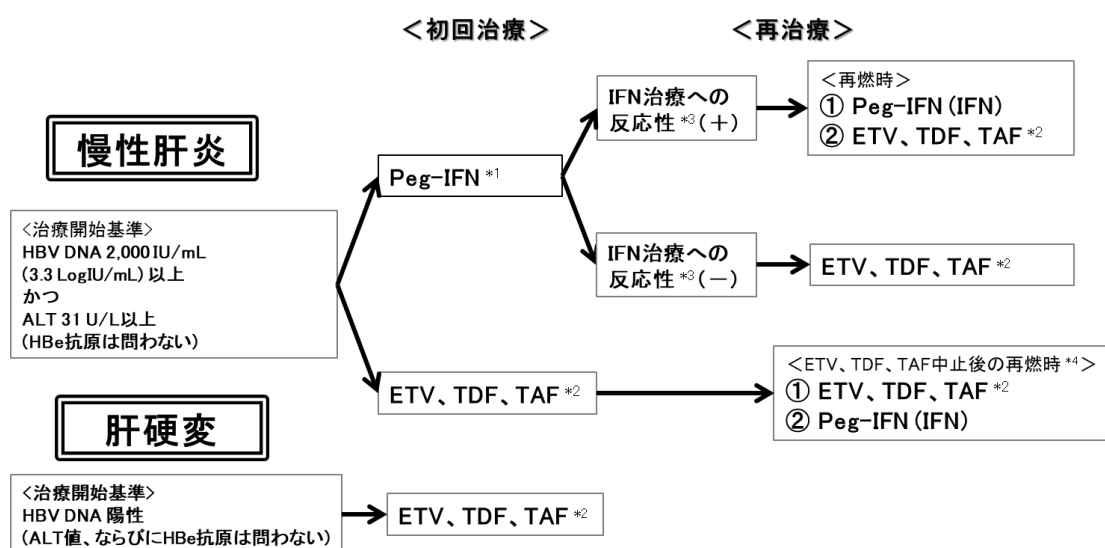 <初回治療>
<再治療>
慢性肝炎
<治療開始基準>
HBV DNA 2,000 IU/mL
(3.3 LogIU/mL) 以上
かつ
ALT 31 U/L以上
(HBe抗原は問わない)
Peg-IFN *1
IFN治療への
反応性 *3 (+)
<再燃時>
① Peg-IFN (IFN)
② ETV、TDF、TAF *2
IFN治療への
反応性 *3 (−)
ETV、TDF、TAF *2
ETV、TDF、TAF *2
<ETV、TDF、TAF中止後の再燃時 *4>
① ETV、TDF、TAF *2
② Peg-IFN (IFN)
肝硬変
<治療開始基準>
HBV DNA 陽性
(ALT値、ならびにHBe抗原は問わない)
ETV、TDF、TAF *2